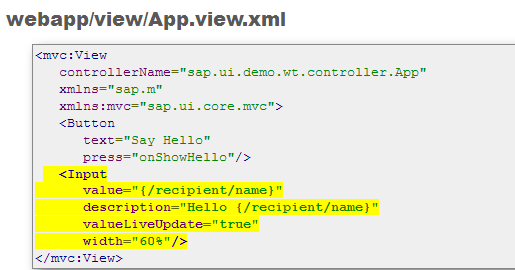 webapp/view/App.view.xml
<mvc:View
controllerName="sap.ui.demo.wt.controller.App"
xmlns="sap.m"
xmlns:mvc="sap.ui.core.mvc">
<Button
text="Say Hello"
press="onShowHello"/>
<Input
value="{/recipient/name}"
description="Hello {/recipient/name}"
valueLiveUpdate="true"
width="60%"/>
</mvc:View>